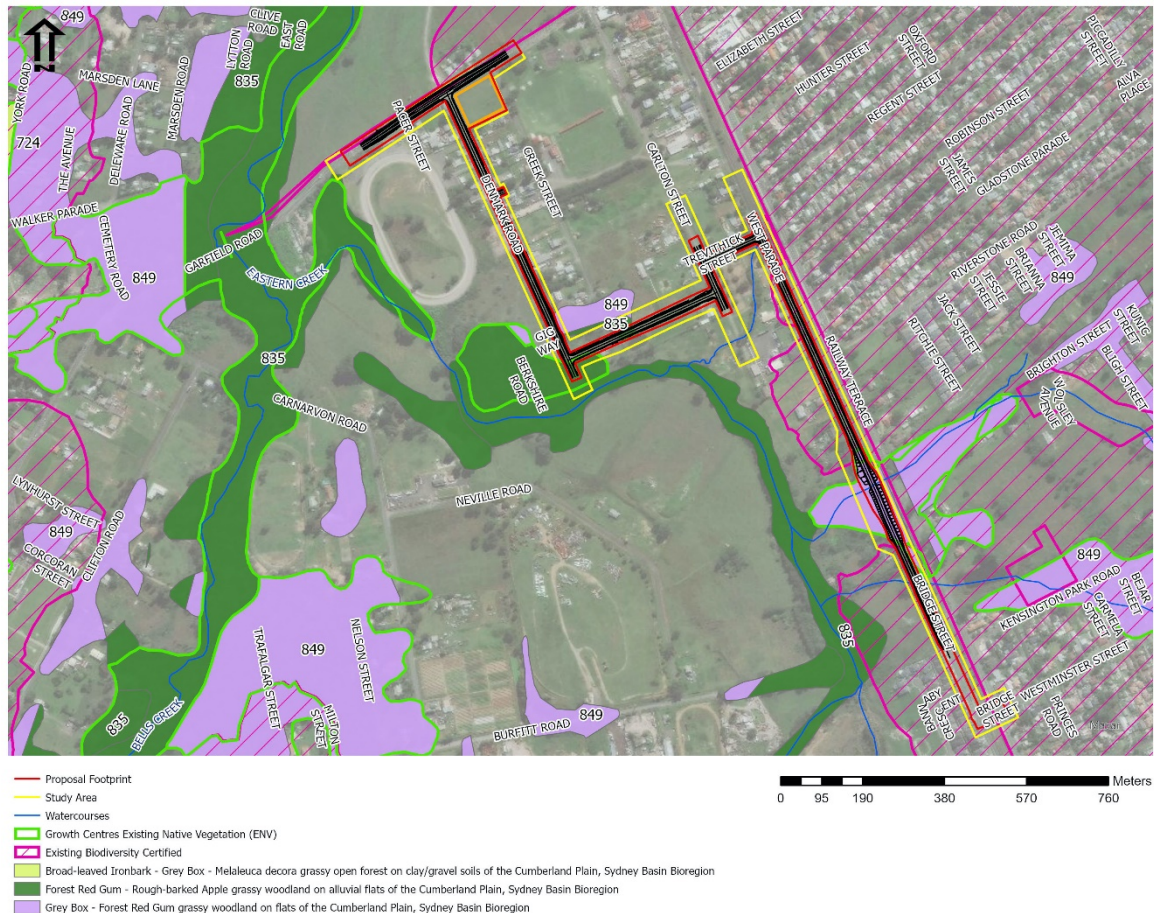 849
CLIVE
ROAD
LYTTON
ROAD
EAST
ROAD
835
MARSDEN LANE
MARSDEN ROAD
YORK ROAD
724
THE AVENUE
DELEWARE ROAD
N
PACER STREET
ELIZABETH STREET
HUNTER STREET
OXFORD
STREET
REGENT STREET
PICCADILLY
STREET
ALVA
PLACE
ROBINSON STREET
JAMES
STREET
GLADSTONE PARADE
CREEK STREET
DENMARK ROAD
CARLTON STREET
WALKER PARADE
CEMETERY ROAD
849
GARFIELD ROAD
EASTERN CREEK
TREVITHICK
STREET
WEST PARADE
RIVERSTONE ROAD
JEMIMA
STREET
BRIANNA
STREET
JESSIE
STREET
849
JACK STREET
RITCHIE STREET
KUNIG
STREET
BRIGHTON STREET
BLIGH STREET
WOLSLEY
AVENUE
849
835
GIG
WAY
BERKSHIRE
ROAD
835
CARNARVON ROAD
RAILWAY TERRACE
NEVILLE ROAD
LYNHURST STREET
849
CORCORAN
STREET
CLIFTON ROAD
849
KENSINGTON PARK ROAD
BEJAR
STREET
CARMELA
STREET
BRIDGE STREET
835
849
NELSON STREET
TRAFALGAR STREET
MILTON
STREET
835
BELLS CREEK
849
BURFITT ROAD
BRIDGE
STREET
WESTMINSTER STREET
PRINCES
ROAD
CRESCENT
Maxar
Proposal Footprint
Study Area
Watercourses
Growth Centres Existing Native Vegetation (ENV)
Existing Biodiversity Certified
Broad-leaved Ironbark - Grey Box - Melaleuca decora grassy open forest on clay/gravel soils of the Cumberland Plain, Sydney Basin Bioregion
Forest Red Gum - Rough-barked Apple grassy woodland on alluvial flats of the Cumberland Plain, Sydney Basin Bioregion
Grey Box - Forest Red Gum grassy woodland on flats of the Cumberland Plain, Sydney Basin Bioregion
Meters
0 95 190 380 570 760